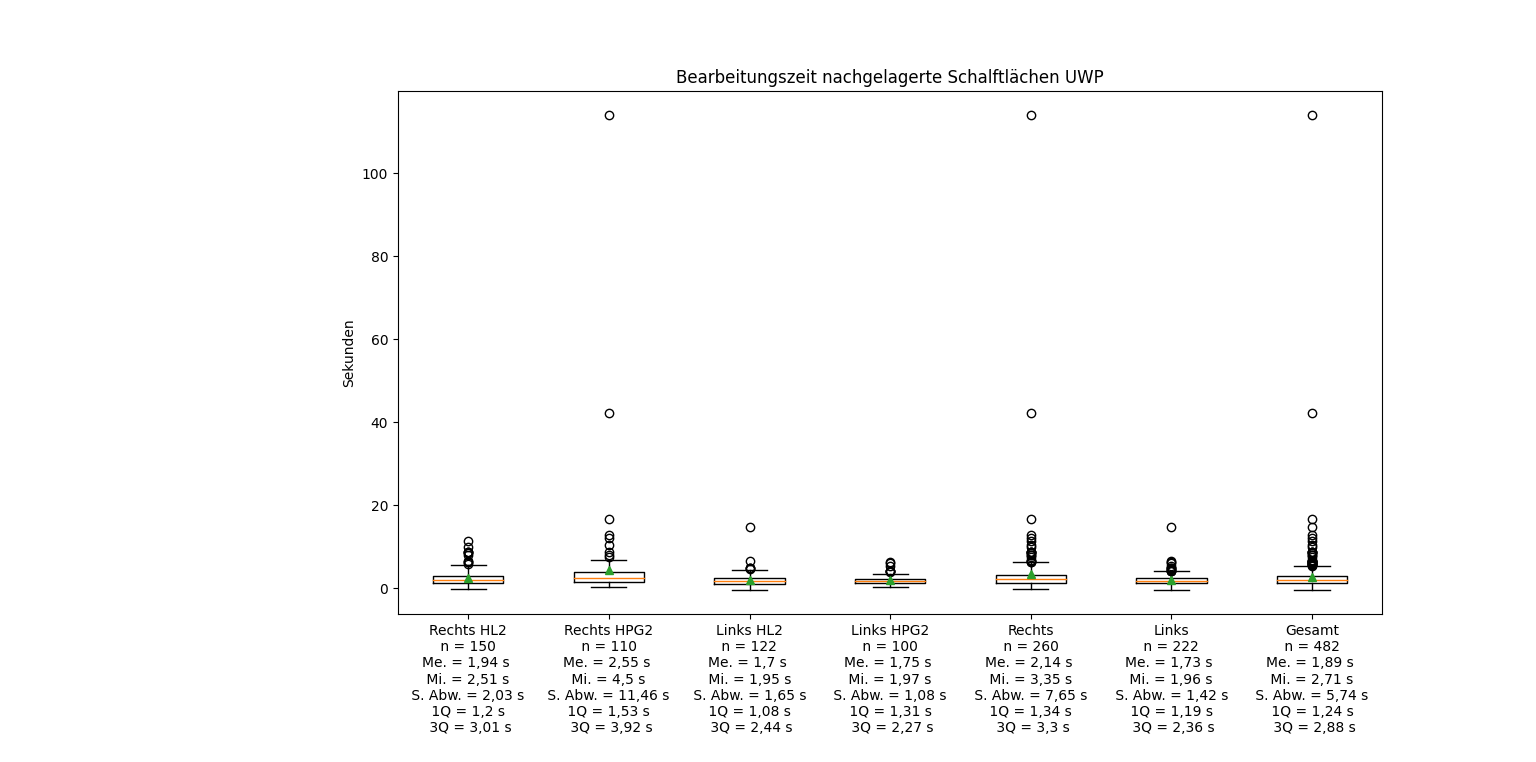 Bearbeitungszeit nachgelagerte Schalftlächen UWP
100
80
60
40
20
0
Sekunden
Rechts HL2 Rechts HPG2 Links HL2 Links HPG2 Rechts Links Gesamt
n = 150 n = 110 n = 122 n = 100 n = 260 n = 222 n = 482
Me. = 1,94 s Me. = 2,55 s Me. = 1,7 s Me. = 1,75 s Me. = 2,14 s Me. = 1,73 s Me. = 1,89 s
Mi. = 2,51 s Mi. = 4,5 s Mi. = 1,95 s Mi. = 1,97 s Mi. = 3,35 s Mi. = 1,96 s Mi. = 2,71 s
S. Abw. = 2,03 s S. Abw. = 11,46 s S. Abw. = 1,65 s S. Abw. = 1,08 s S. Abw. = 7,65 s S. Abw. = 1,42 s S. Abw. = 5,74 s
1Q = 1,2 s 1Q = 1,53 s 1Q = 1,08 s 1Q = 1,31 s 1Q = 1,34 s 1Q = 1,19 s 1Q = 1,24 s
3Q = 3,01 s 3Q = 3,92 s 3Q = 2,44 s 3Q = 2,27 s 3Q = 3,3 s 3Q = 2,36 s 3Q = 2,88 s